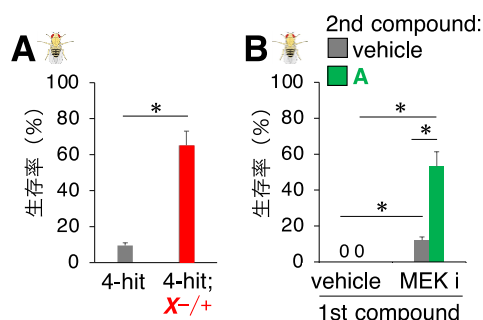 A
生存率 (%)
100
80
60
40
20
0
*
4-hit
4-hit;
X−/+
B
2nd compound:
vehicle
A
生存率 (%)
100
80
60
40
20
0
*
*
*
0 0
vehicle MEK i
1st compound